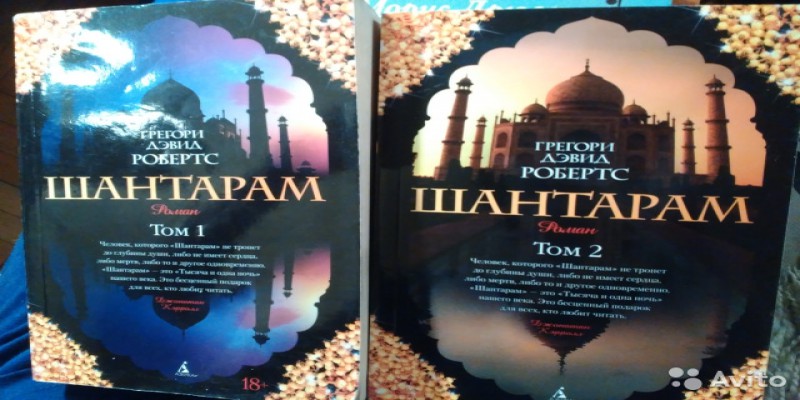 ГРЕГОРИ
ДЭВИД
РОБЕРТС
ШАНТАРАМ
Роман
Том 1
Человек, которого «Шантарам» не тронет
до глубины души, либо не имеет сердца,
либо мертв, либо то и другое одновременно.
«Шантарам» — это «Тысяча и одна ночь»
нашего века. Это бесценный подарок
для всех, кто любит читать.
Джонатан Кэрролл
18+
ГРЕГОРИ
ДЭВИД
РОБЕРТС
ШАНТАРАМ
Роман
Том 2
Человек, которого «Шантарам» не тронет
до глубины души, либо не имеет сердца,
либо мертв, либо то и другое одновременно.
«Шантарам» — это «Тысяча и одна ночь»
нашего века. Это бесценный подарок
для всех, кто любит читать.
Джонатан Кэрролл
Avito